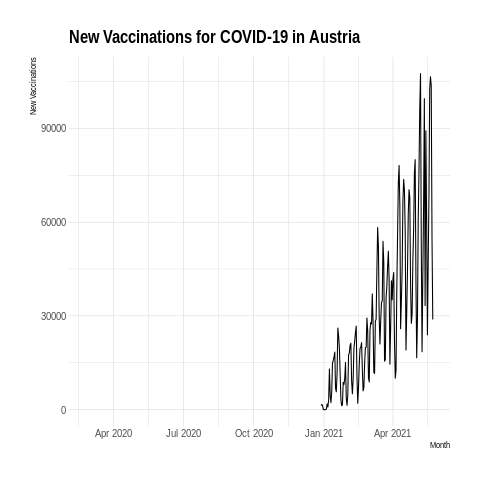 New Vaccinations for COVID-19 in Austria
New Vaccinations
90000
60000
30000
0
Apr 2020 Jul 2020 Oct 2020 Jan 2021 Apr 2021
Month